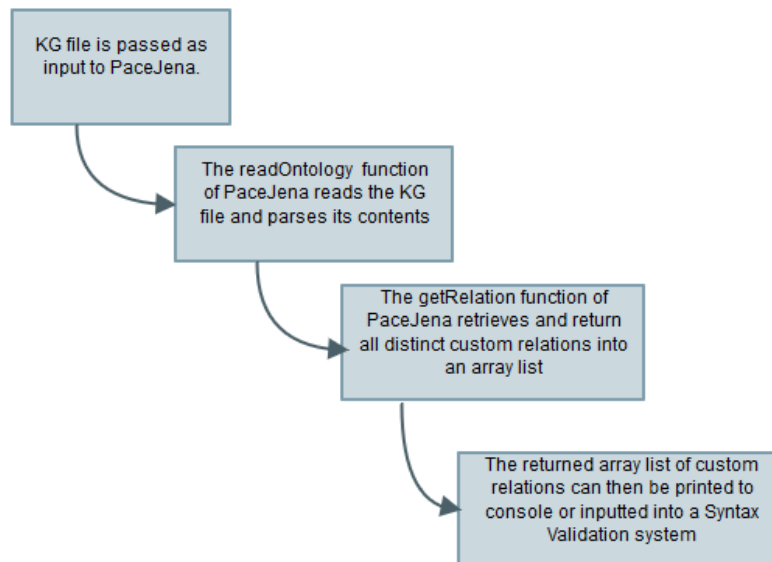 KG file is passed as
input to PaceJena.
The readOntology function
of PaceJena reads the KG
file and parses its contents
The getRelation function of
PaceJena retrieves and return
all distinct custom relations into
an array list
The returned array list of custom
relations can then be printed to
console or inputted into a Syntax
Validation system